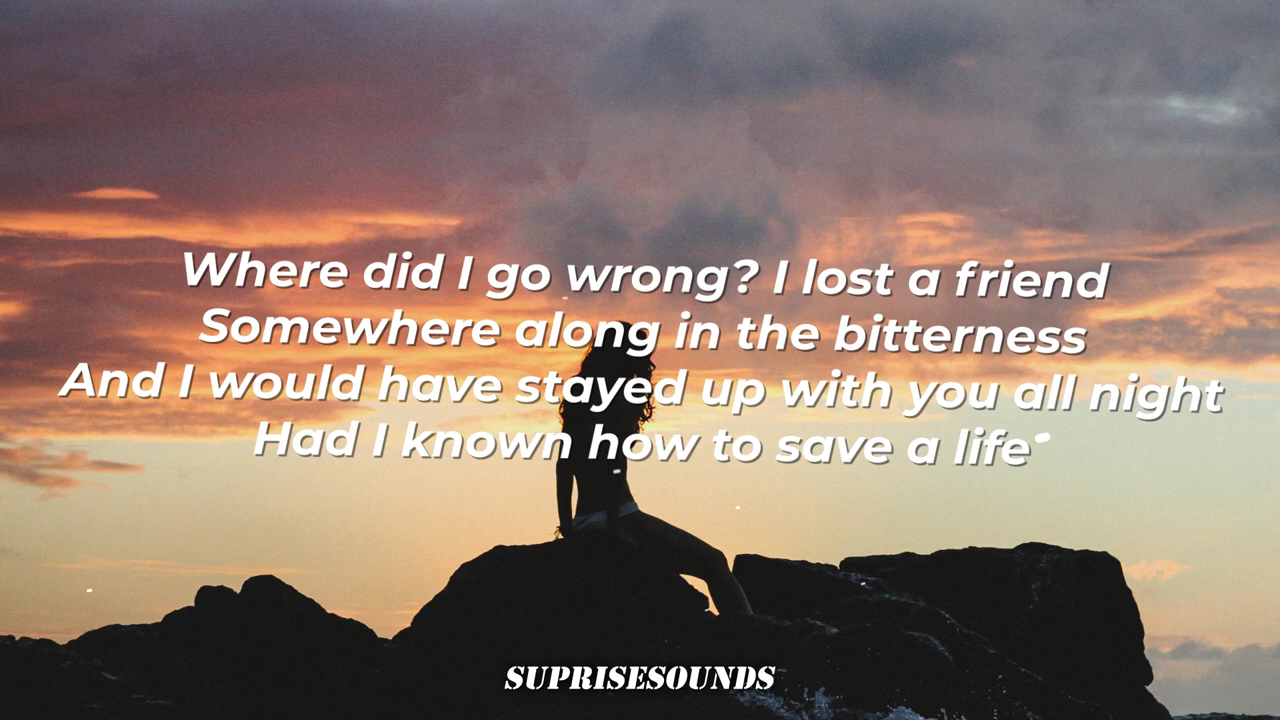 Where did I go wrong? I lost a friend
Somewhere along in the bitterness
And I would have stayed up with you all night
Had I known how to save a life
SUPRISESOUNDS